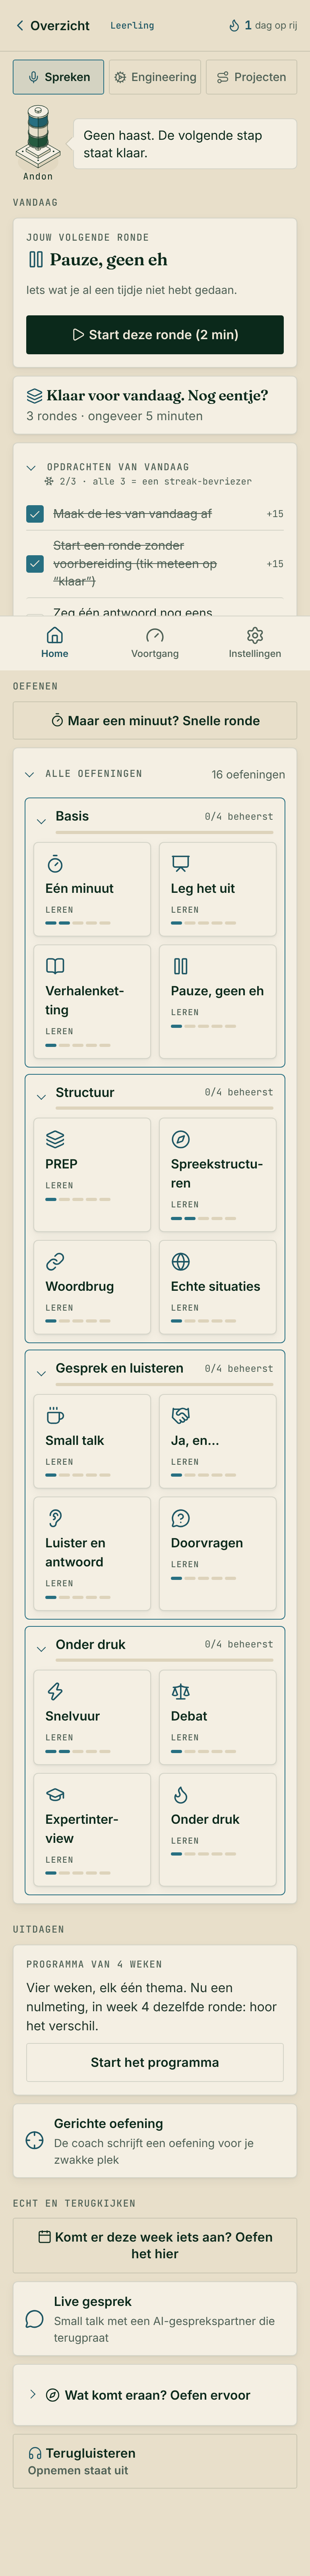 Overzicht
Leerling
1 dag op rij
Spreken
Engineering
Projecten
Geen haast. De volgende stap
staat klaar.
Andon
VANDAAG
JOUW VOLGENDE RONDE
Pauze, geen eh
Iets wat je al een tijdje niet hebt gedaan.
Start deze ronde (2 min)
Klaar voor vandaag. Nog eentje?
3 rondes · ongeveer 5 minuten
OPDRACHTEN VAN VANDAAG
2/3 · alle 3 = een streak-bevriezer
Maak de les van vandaag af
+15
Start een ronde zonder
voorbereiding (tik meteen op
“klaar”)
+15
Zeg één antwoord nog eens
Home
Voortgang
Instellingen
OEFENEN
Maar een minuut? Snelle ronde
ALLE OEFENINGEN
16 oefeningen
Basis
0/4 beheerst
Eén minuut
LEREN
Leg het uit
LEREN
Verhalenket-
ting
LEREN
Pauze, geen eh
LEREN
Structuur
0/4 beheerst
PREP
LEREN
Spreekstructu-
ren
LEREN
Woordbrug
LEREN
Echte situaties
LEREN
Gesprek en luisteren
0/4 beheerst
Small talk
LEREN
Ja, en...
LEREN
Luister en
antwoord
LEREN
Doorvragen
LEREN
Onder druk
0/4 beheerst
Snelvuur
LEREN
Debat
LEREN
Expertinter-
view
LEREN
Onder druk
LEREN
UITDAGEN
PROGRAMMA VAN 4 WEKEN
Vier weken, elk één thema. Nu een
nulmeting, in week 4 dezelfde ronde: hoor
het verschil.
Start het programma
Gerichte oefening
De coach schrijft een oefening voor je
zwakke plek
ECHT EN TERUGKIJKEN
Komt er deze week iets aan? Oefen
het hier
Live gesprek
Small talk met een AI-gesprekspartner die
terugpraat
Wat komt eraan? Oefen ervoor
Terugluisteren
Opnemen staat uit